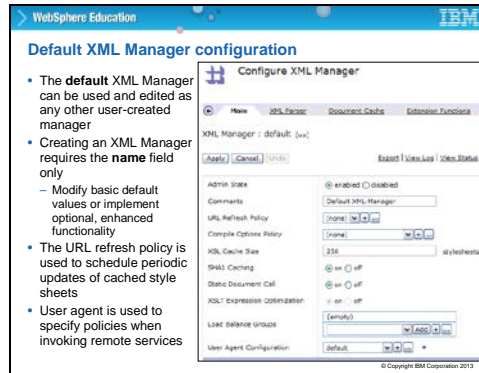 WebSphere Education
IBM
Default XML Manager configuration
• The default XML Manager
can be used and edited as
any other user-created
manager
• Creating an XML Manager
requires the name field
only
– Modify basic default
values or implement
optional, enhanced
functionality
• The URL refresh policy is
used to schedule periodic
updates of cached style
sheets
• User agent is used to
specify policies when
invoking remote services
Configure XML Manager
Main XML Parser Document Cache Extension Functions
XML Manager : default [up]
Apply Cancel Undo Export | View Log | View Status
Admin State enabled disabled
Comments Default XML-Manager
URL Refresh Policy (none) + ...
Compile Options Policy (none) + ...
XSL Cache Size 256 stylesheets
SHA1 Caching on off
Static Document Call on off
XSLT Expression Optimization on off
Load Balance Groups (empty)
Add + ...
User Agent Configuration default + ... *
© Copyright IBM Corporation 2013